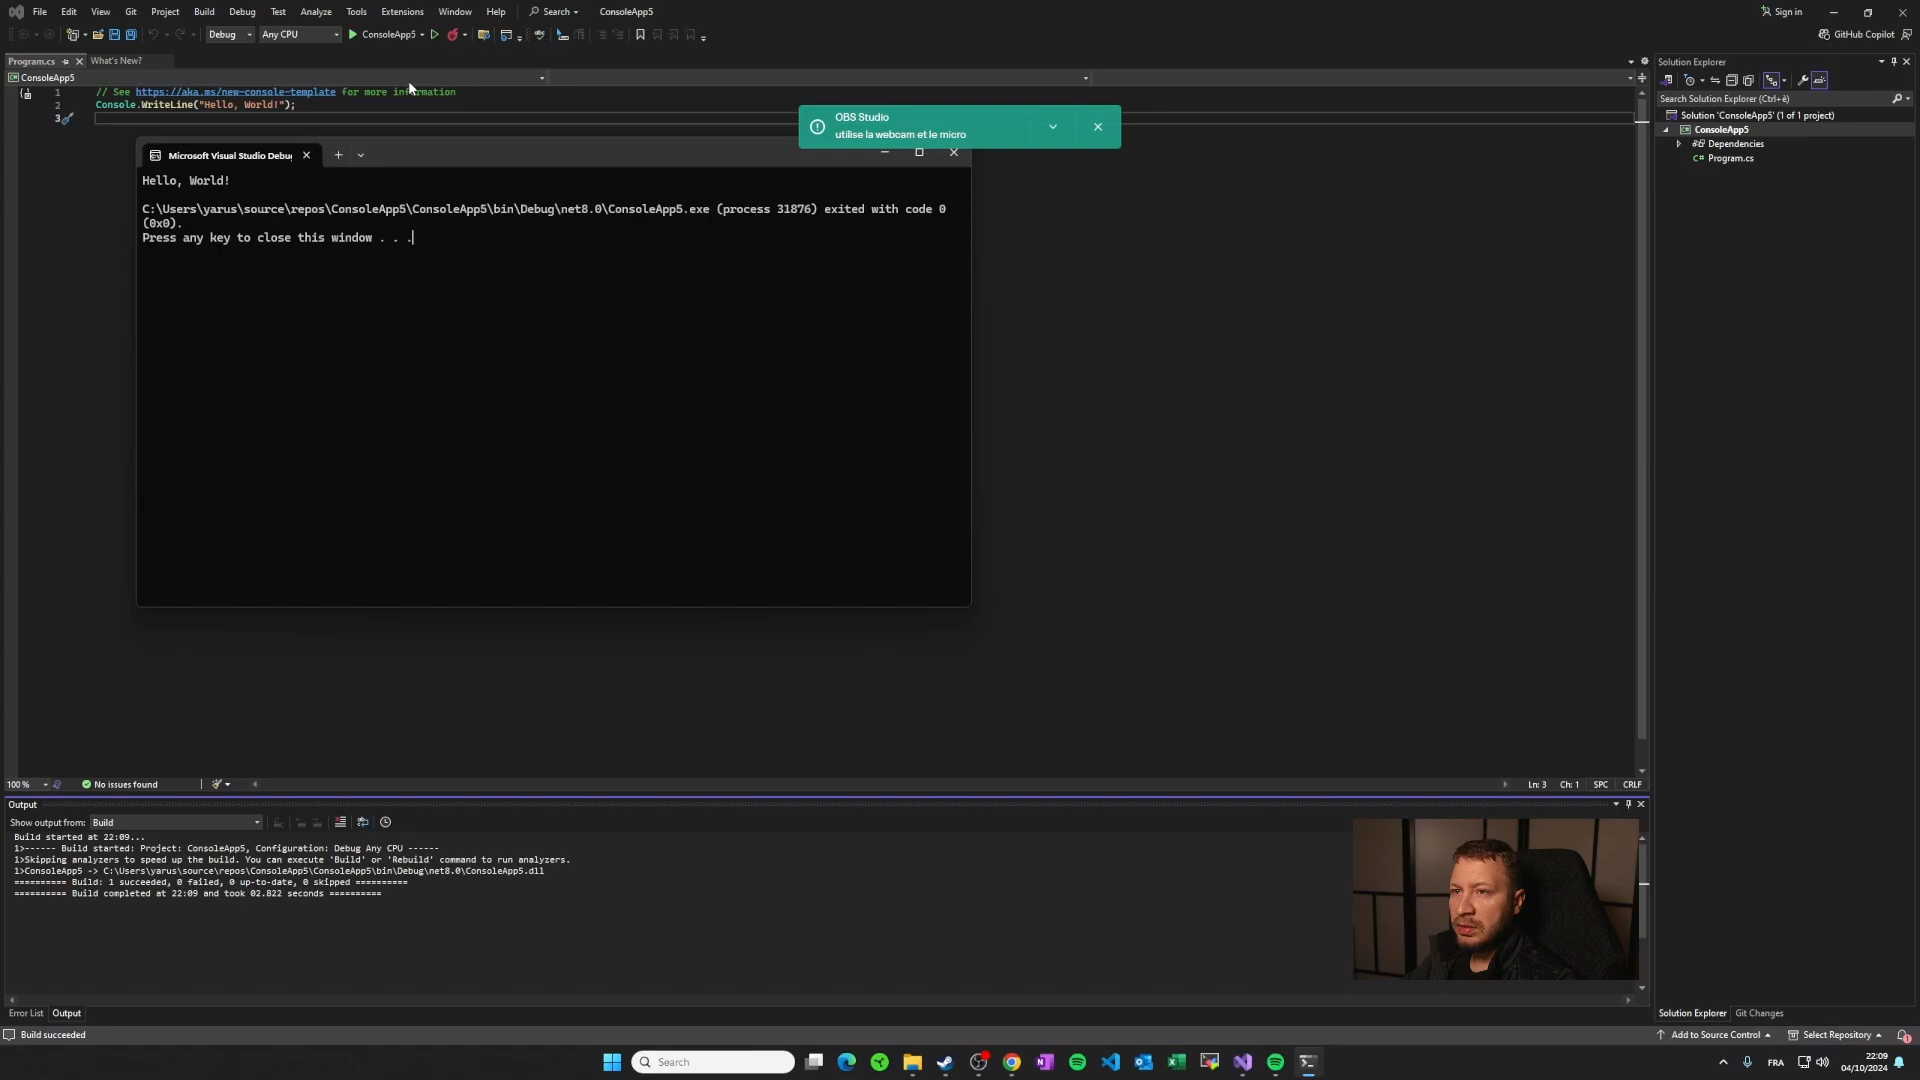 File Edit View Git Project Build Debug Test Analyze Tools Extensions Window Help Search ConsoleApp5 Sign in
Debug Any CPU ConsoleApp5 GitHub Copilot
Program.cs What's New?
ConsoleApp5
1 // See https://aka.ms/new-console-template for more information
2 Console.WriteLine("Hello, World!");
3
OBS Studio
utilise la webcam et le micro
Microsoft Visual Studio Debug
Hello, World!
C:\Users\yarus\source\repos\ConsoleApp5\ConsoleApp5\bin\Debug\net8.0\ConsoleApp5.exe (process 31876) exited with code 0
(0x0).
Press any key to close this window . . .
Solution Explorer
Search Solution Explorer (Ctrl+è)
Solution 'ConsoleApp5' (1 of 1 project)
ConsoleApp5
Dependencies
C# Program.cs
100 % No issues found Ln: 3 Ch: 1 SPC CRLF
Output
Show output from: Build
Build started at 22:09...
1>------ Build started: Project: ConsoleApp5, Configuration: Debug Any CPU ------
1>Skipping analyzers to speed up the build. You can execute 'Build' or 'Rebuild' command to run analyzers.
1>ConsoleApp5 -> C:\Users\yarus\source\repos\ConsoleApp5\ConsoleApp5\bin\Debug\net8.0\ConsoleApp5.dll
========== Build: 1 succeeded, 0 failed, 0 up-to-date, 0 skipped ==========
========== Build completed at 22:09 and took 02.822 seconds ==========
Error List Output
Solution Explorer Git Changes
Build succeeded Add to Source Control Select Repository
Search FRA 22:09
04/10/2024